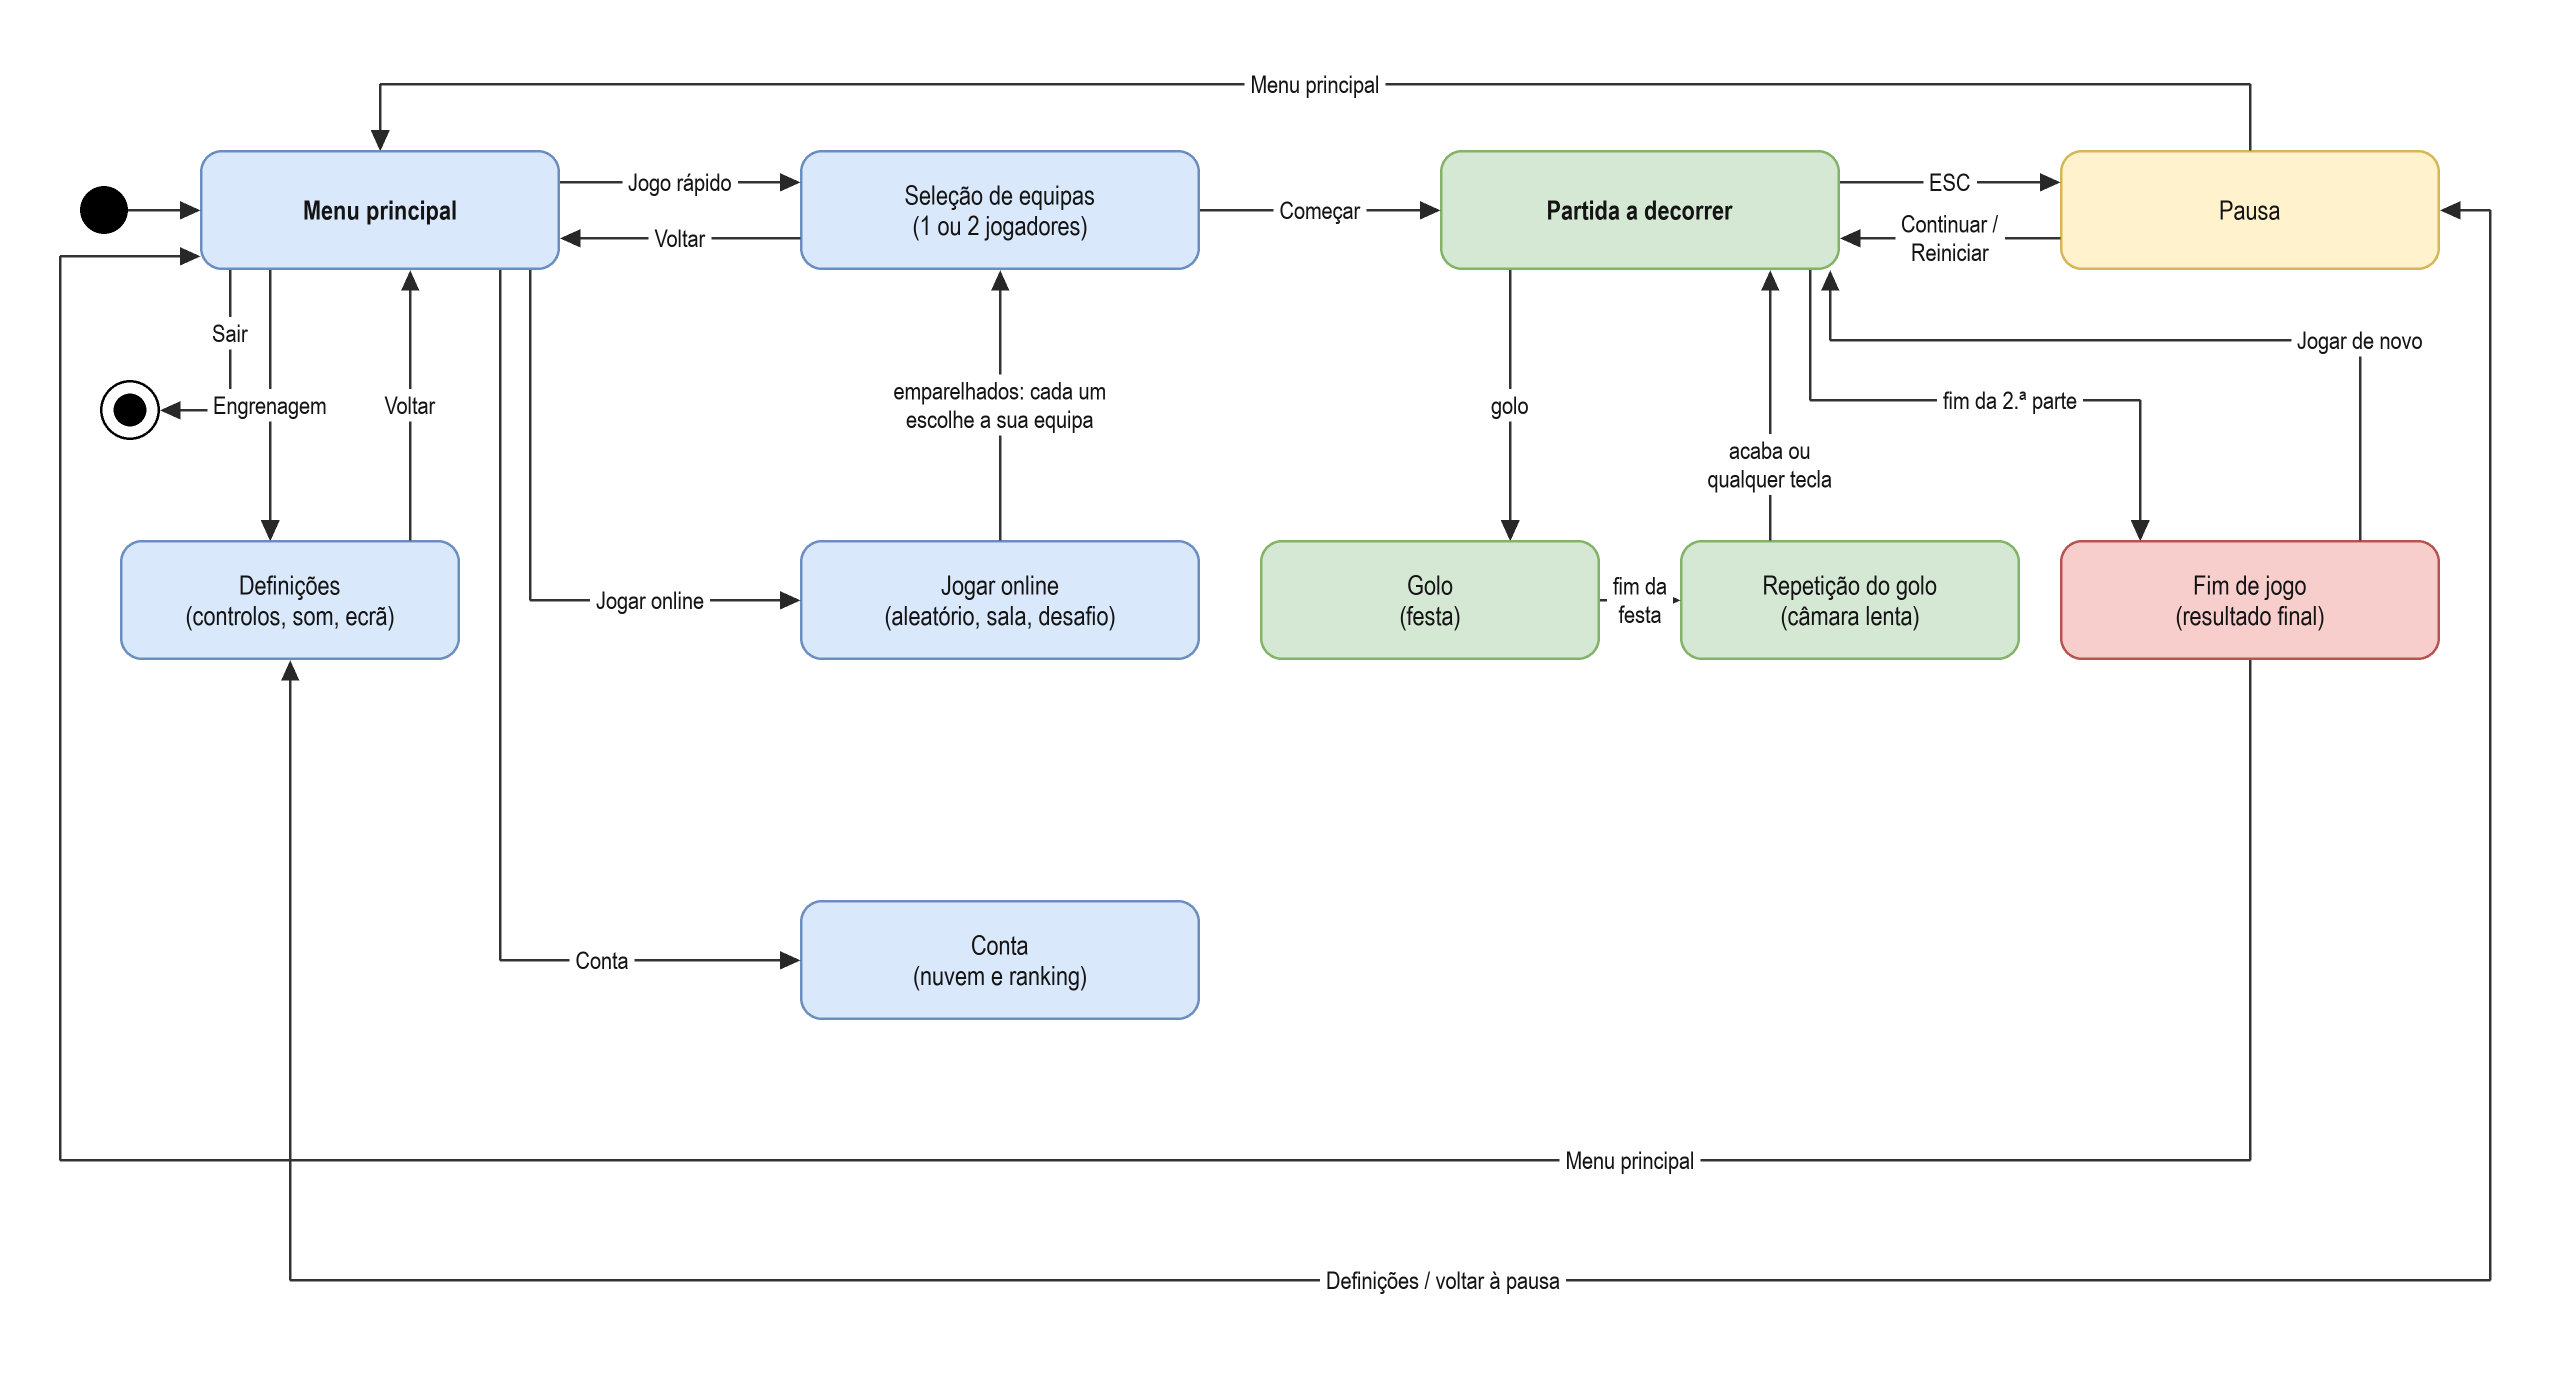 Menu principal
Menu principal
Jogo rápido
Voltar
Seleção de equipas
(1 ou 2 jogadores)
Começar
Partida a decorrer
ESC
Continuar /
Reiniciar
Pausa
Sair
Engrenagem
Voltar
emparelhados: cada um
escolhe a sua equipa
golo
acaba ou
qualquer tecla
fim da 2.ª parte
Jogar de novo
Definições
(controlos, som, ecrã)
Jogar online
Jogar online
(aleatório, sala, desafio)
Golo
(festa)
fim da
festa
Repetição do golo
(câmara lenta)
Fim de jogo
(resultado final)
Conta
Conta
(nuvem e ranking)
Menu principal
Definições / voltar à pausa